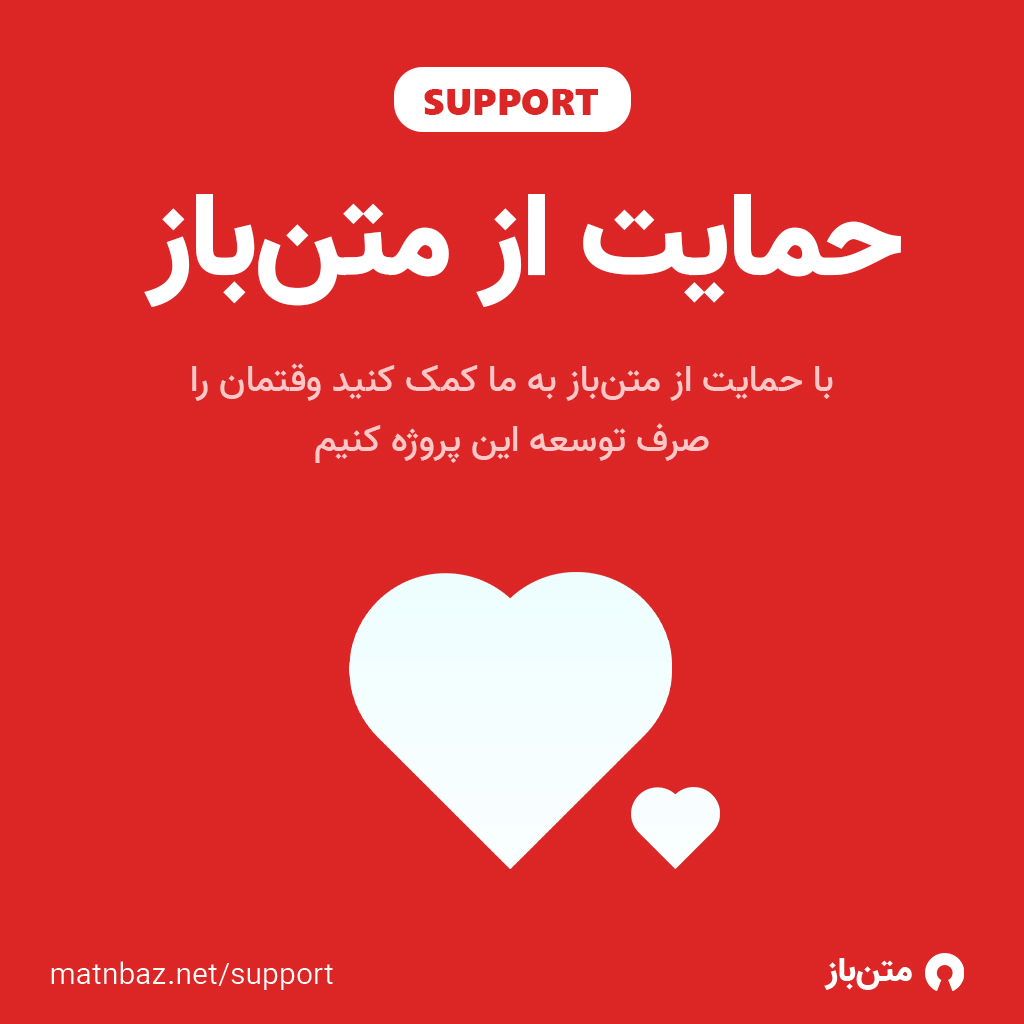 SUPPORT
حمایت از متن‌باز
با حمایت از متن‌باز به ما کمک کنید وقتمان را
صرف توسعه این پروژه کنیم
matnbaz.net/support
متن‌باز